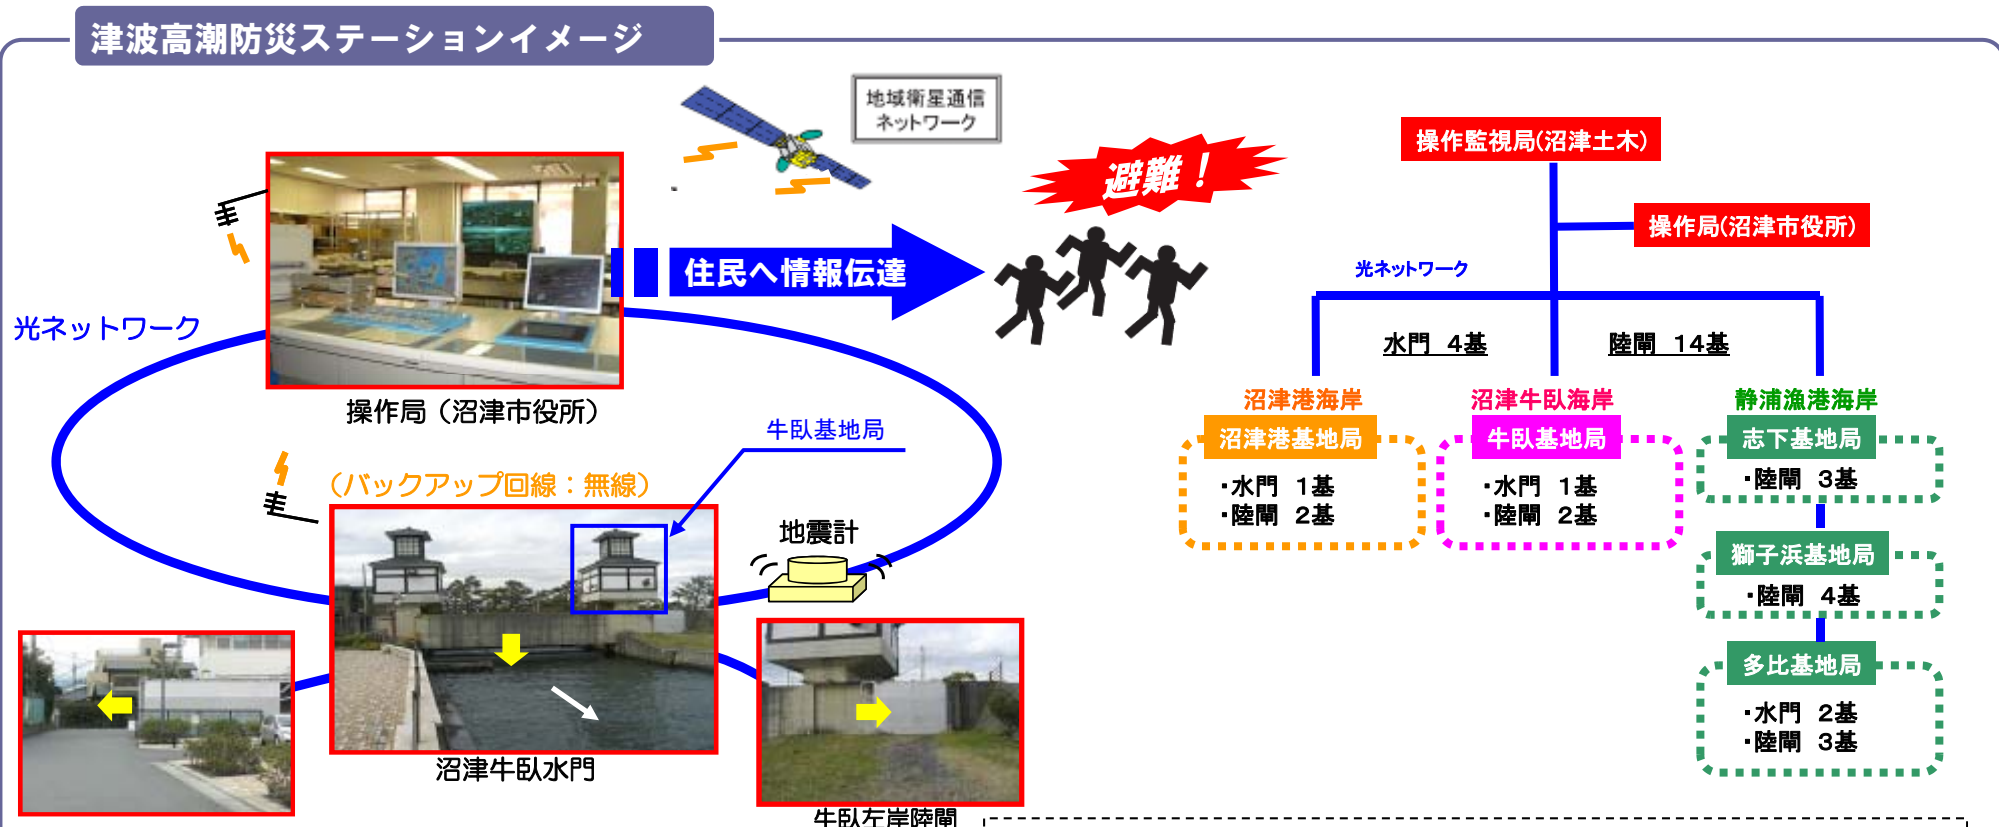 津波高潮防災ステーションイメージ
地域衛星通信
ネットワーク
避難！
住民へ情報伝達
光ネットワーク
操作局（沼津市役所）
牛臥基地局
（バックアップ回線：無線）
地震計
沼津牛臥水門
牛臥左岸陸閘
操作監視局(沼津土木)
操作局(沼津市役所)
光ネットワーク
水門　4基
陸閘　14基
沼津港海岸
沼津港基地局
・水門　1基
・陸閘　2基
沼津牛臥海岸
牛臥基地局
・水門　1基
・陸閘　2基
静浦漁港海岸
志下基地局
・陸閘　3基
獅子浜基地局
・陸閘　4基
多比基地局
・水門　2基
・陸閘　3基